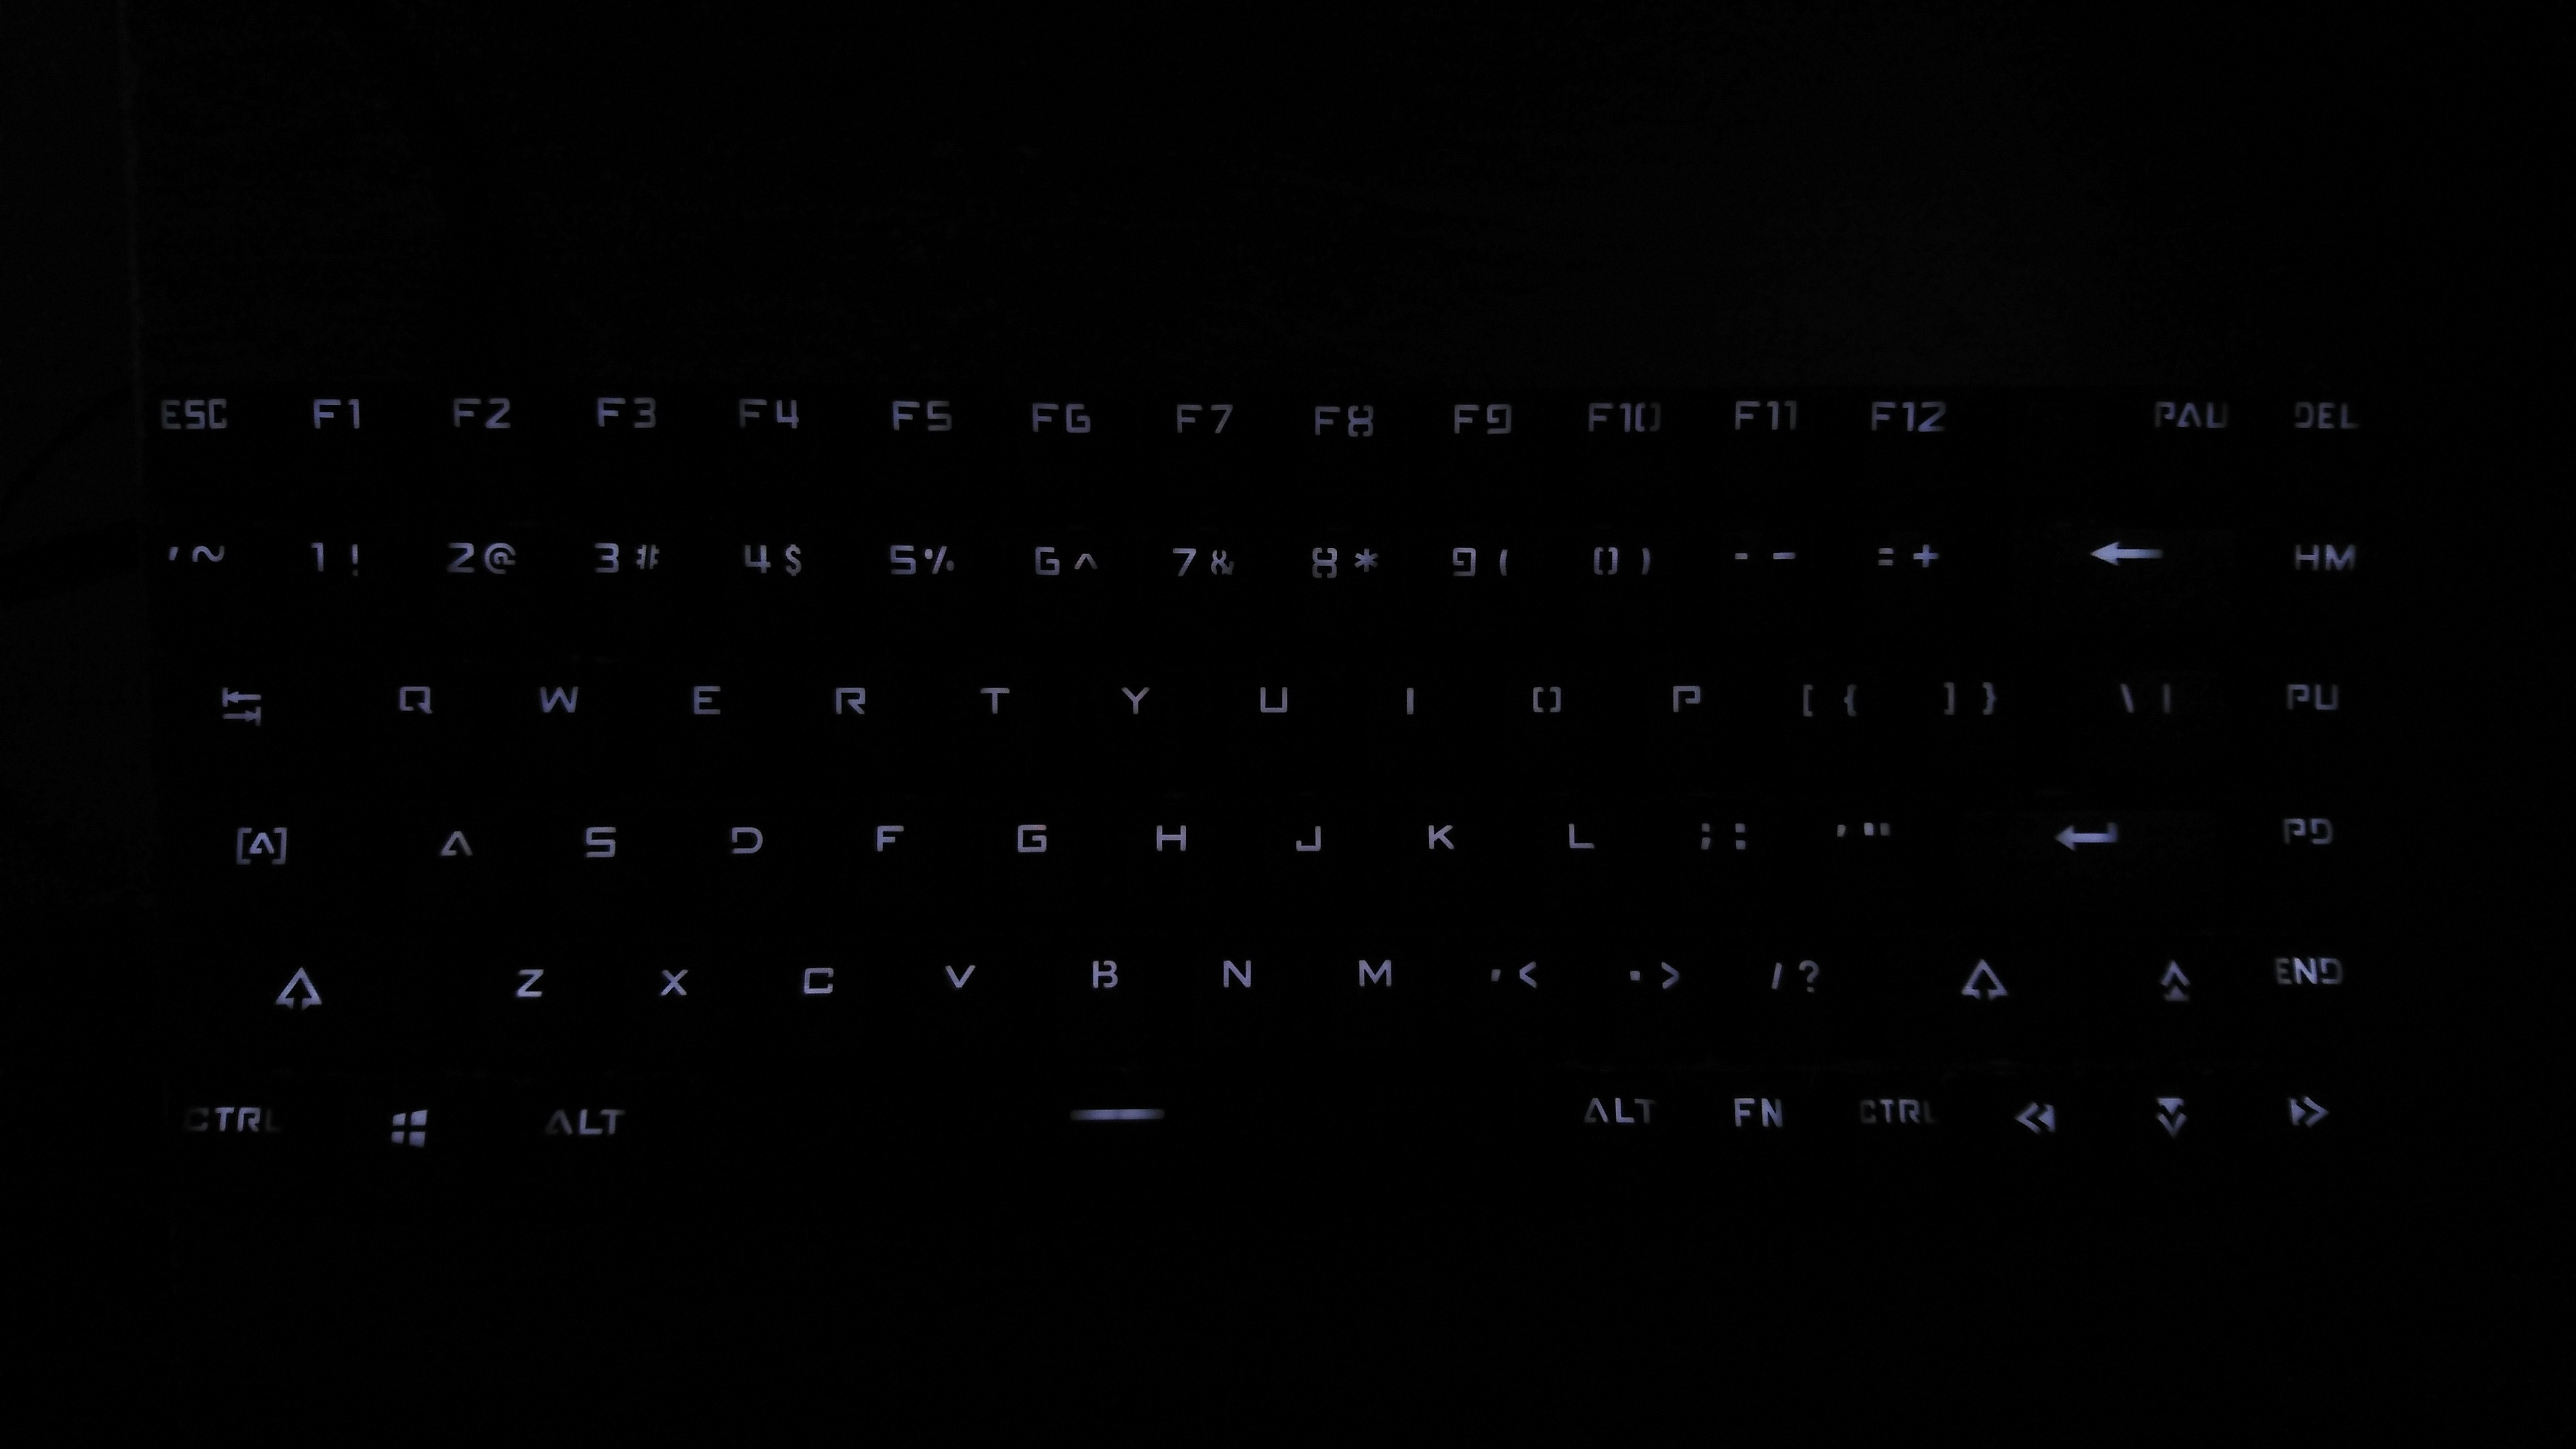 ESC F1 F2 F3 F4 F5 F6 F7 F8 F9 F10 F11 F12 PAU DEL
'~ 1! 2@ 3# 4$ 5% 6^ 7& 8* 9( 0) -- =+ ← HM
Q W E R T Y U I O P [{ ]} \| PU
[A] A S D F G H J K L ;: '" PD
Z X C V B N M ,< .> /? END
CTRL ALT ALT FN CTRL